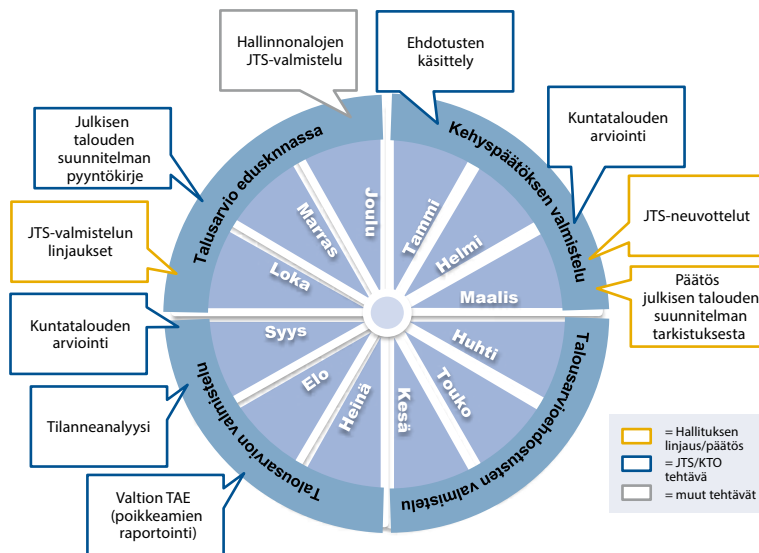 Hallinnonalojen
JTS-valmistelu
Ehdotusten
käsittely
Kuntatalouden
arviointi
JTS-neuvottelut
Päätös
julkisen talouden
suunnitelman
tarkistuksesta
Julkisen
talouden
suunnitelman
pyyntökirje
JTS-valmistelun
linjaukset
Kuntatalouden
arviointi
Tilanneanalyysi
Valtion TAE
(poikkeamien
raportointi)
Talusarvio edusknnassa
Kehyspäätöksen valmistelu
Talousarvioehdotusten valmistelu
Talousarvion valmistelu
Tammi
Helmi
Maalis
Huhti
Touko
Kesä
Heinä
Elo
Syys
Loka
Marras
Joulu
= Hallituksen
linjaus/päätös
= JTS/KTO
tehtävä
= muut tehtävät